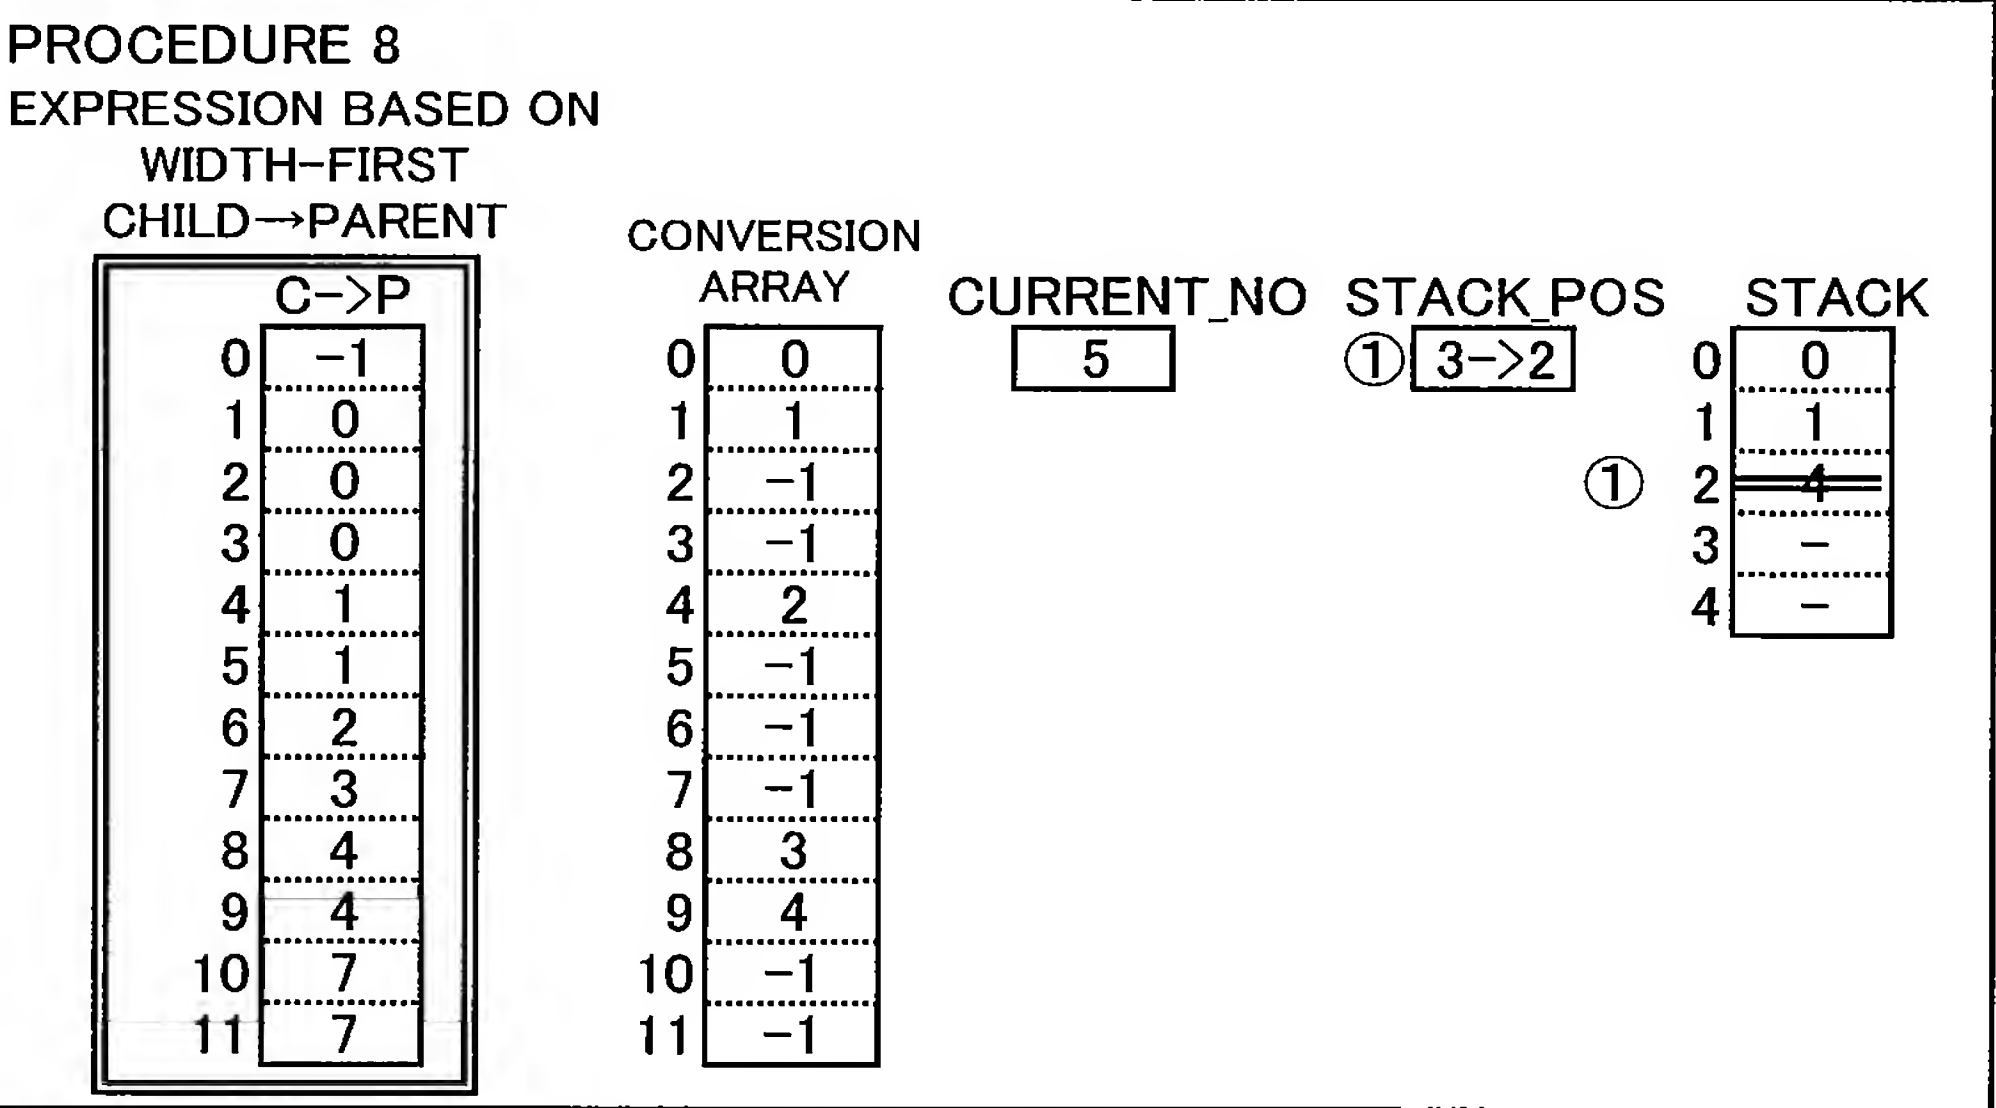 PROCEDURE 8
EXPRESSION BASED ON
WIDTH-FIRST
CHILD→PARENT
CONVERSION
ARRAY
C->P
CURRENT_NO STACK_POS STACK
0 -1 0 0 5 ① 3->2 0 0
1 0 1 1 1 1
2 0 2 -1 ① 2 4
3 0 3 -1 3 -
4 1 4 2 4 -
5 1 5 -1
6 2 6 -1
7 3 7 -1
8 4 8 3
9 4 9 4
10 7 10 -1
11 7 11 -1